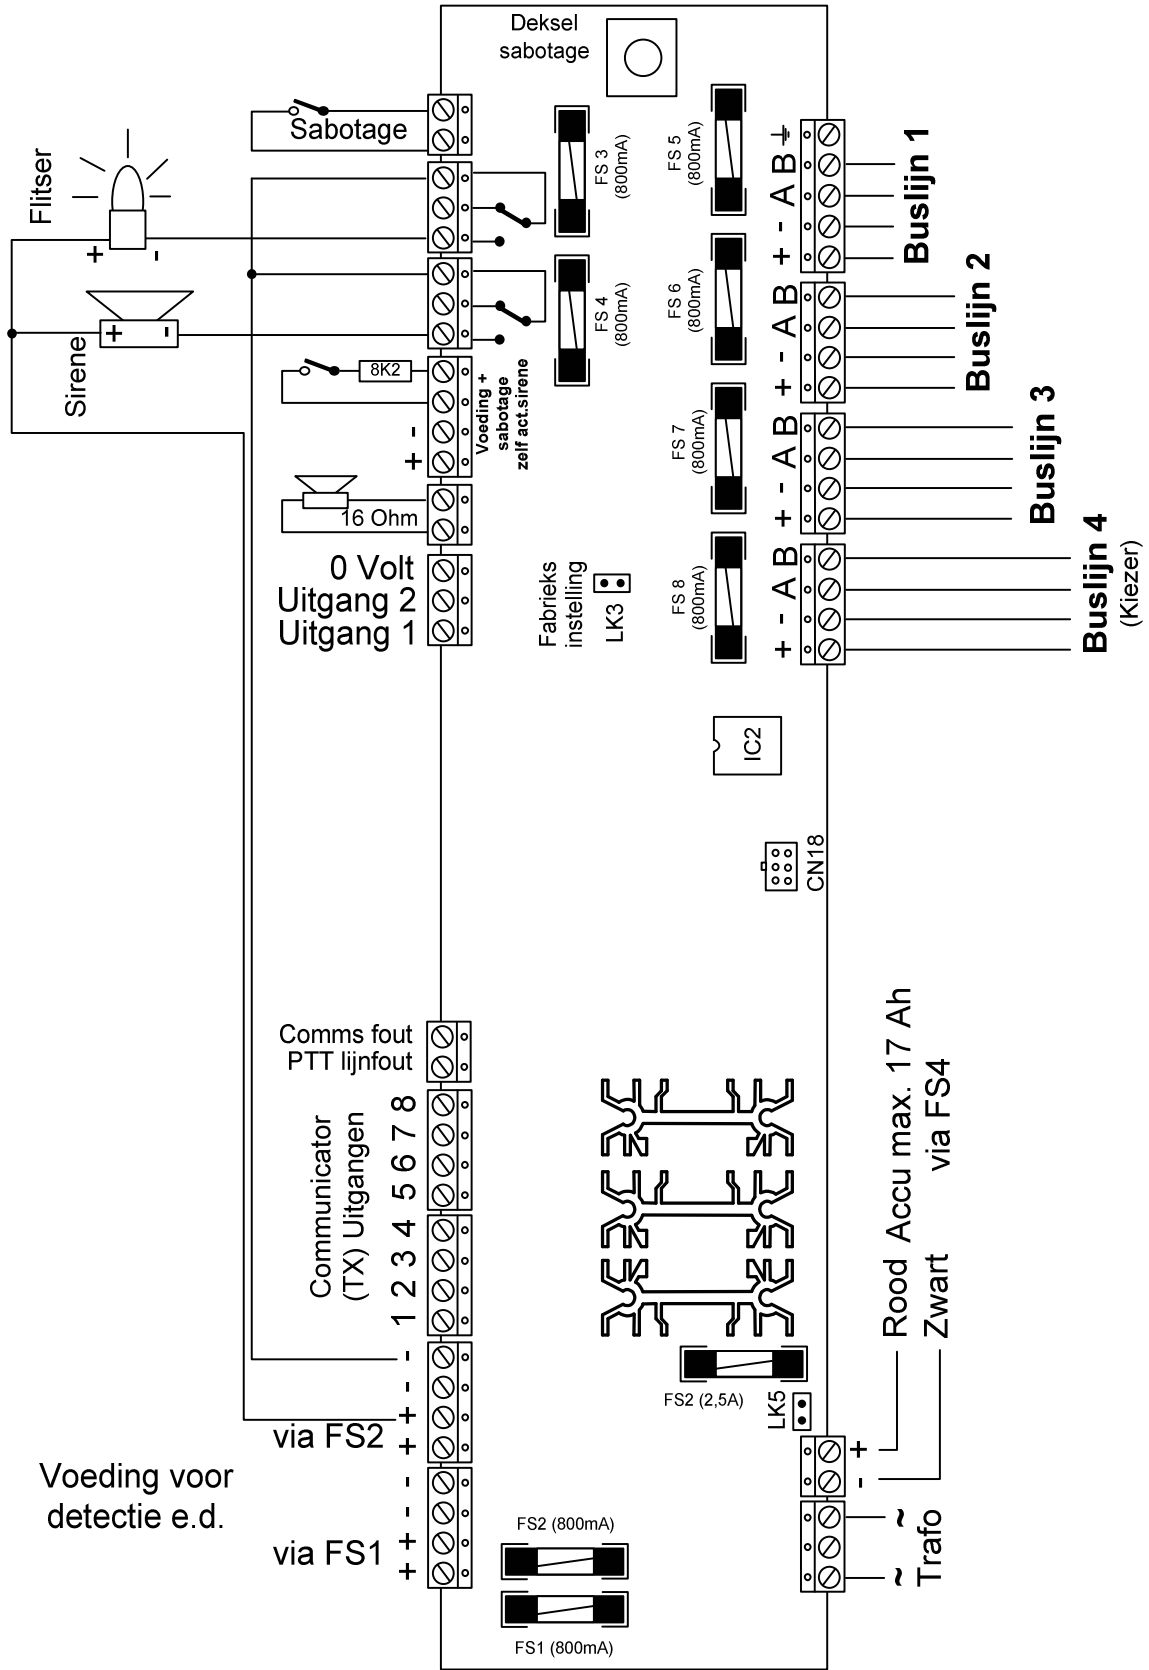 Deksel
sabotage
Sabotage
Flitser
+ -
Sirene
+ -
FS 3
(800mA)
FS 4
(800mA)
FS 5
(800mA)
FS 6
(800mA)
FS 7
(800mA)
FS 8
(800mA)
+ - A B
Buslijn 1
+ - A B
Buslijn 2
+ - A B
Buslijn 3
+ - A B
Buslijn 4
(Kiezer)
8K2
Voeding +
sabotage
zelf act.sirene
-
+
16 Ohm
0 Volt
Uitgang 2
Uitgang 1
Fabrieks
instelling
LK3
IC2
CN18
Comms fout
PTT lijnfout
Communicator
(TX) Uitgangen
1 2 3 4 5 6 7 8
-
-
+
via FS2
+
Voeding voor
detectie e.d.
-
-
+
via FS1
+
FS2 (2,5A)
LK5
+
-
Rood Accu max. 17 Ah
Zwart via FS4
~ ~
Trafo
FS2 (800mA)
FS1 (800mA)